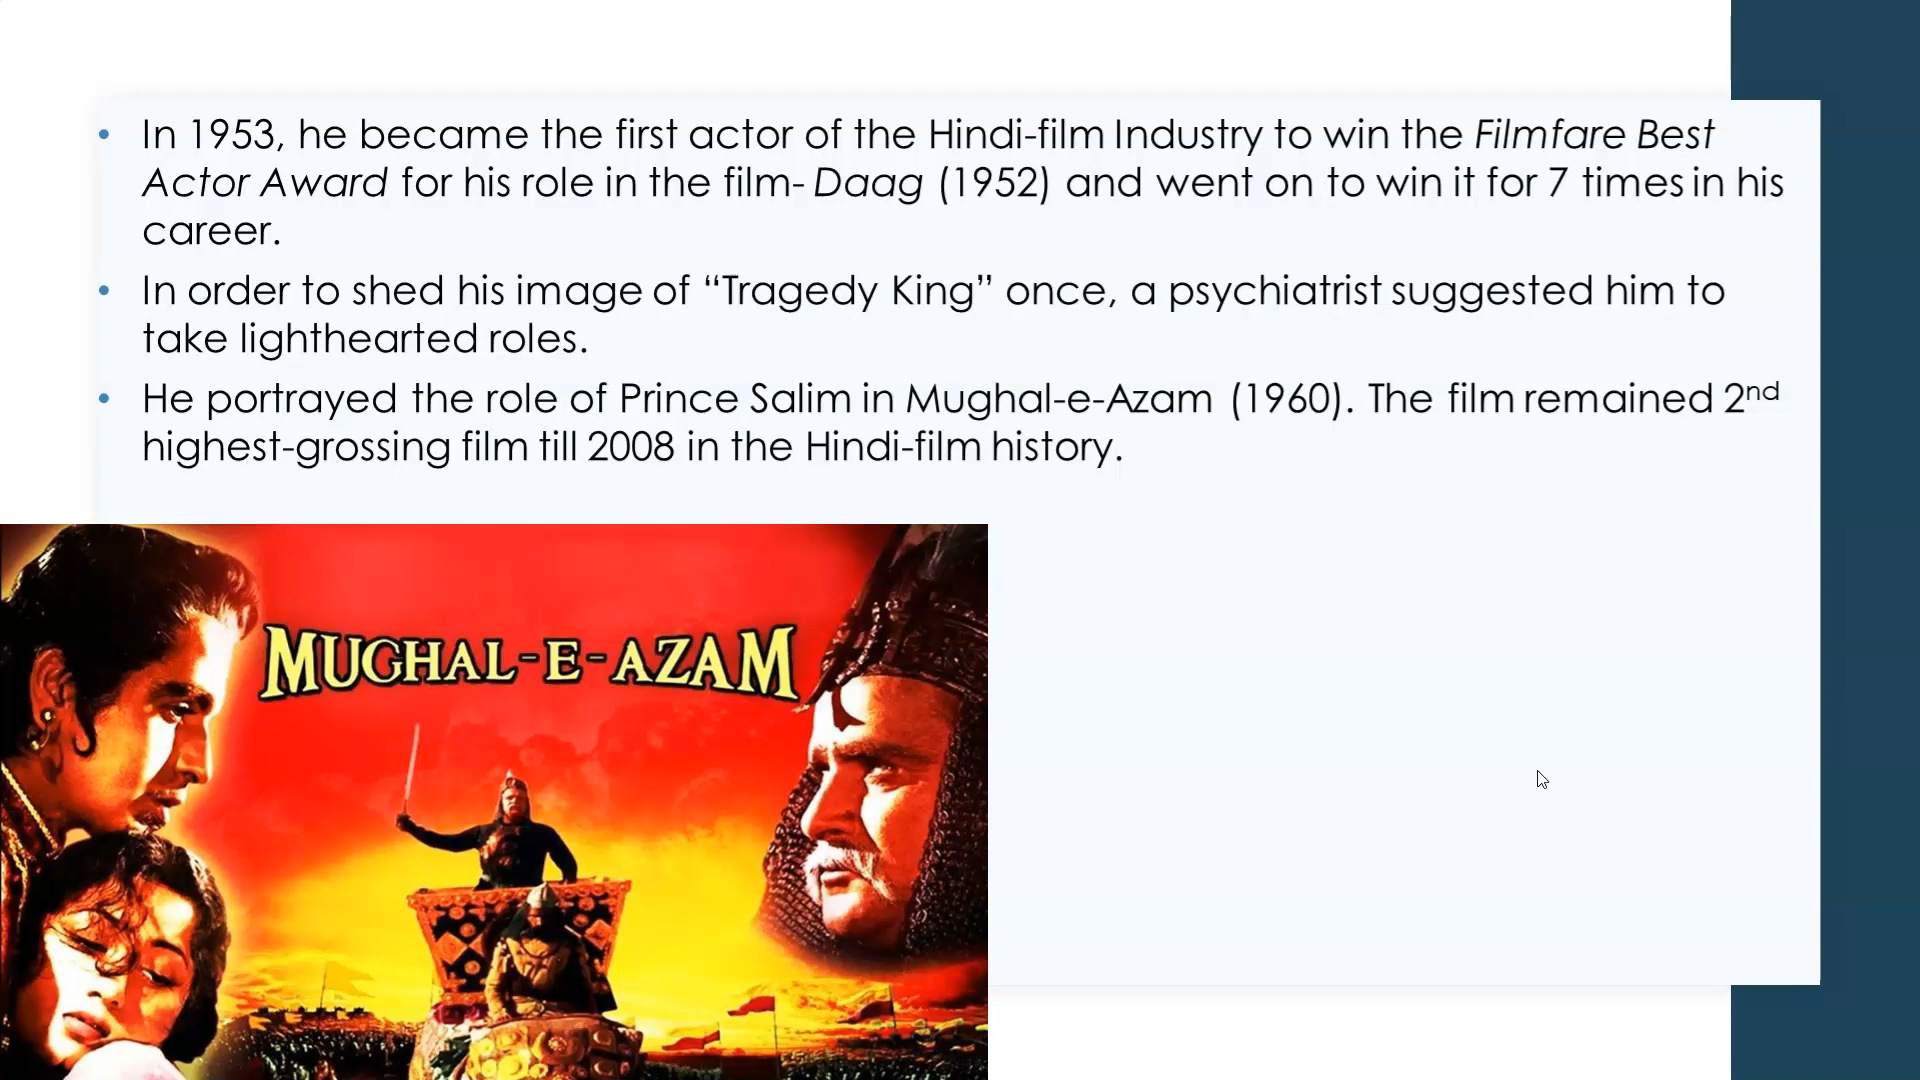 In 1953, he became the first actor of the Hindi-film Industry to win the Filmfare Best
Actor Award for his role in the film- Daag (1952) and went on to win it for 7 times in his
career.
In order to shed his image of “Tragedy King” once, a psychiatrist suggested him to
take lighthearted roles.
He portrayed the role of Prince Salim in Mughal-e-Azam (1960). The film remained 2nd
highest-grossing film till 2008 in the Hindi-film history.
MUGHAL-E-AZAM